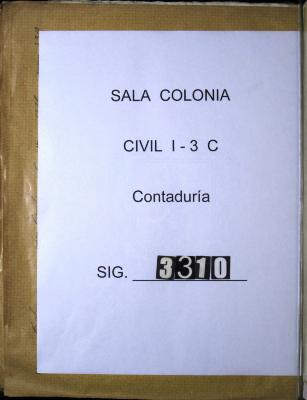 SALA COLONIA
CIVIL I - 3 C
Contaduría
SIG. 3310